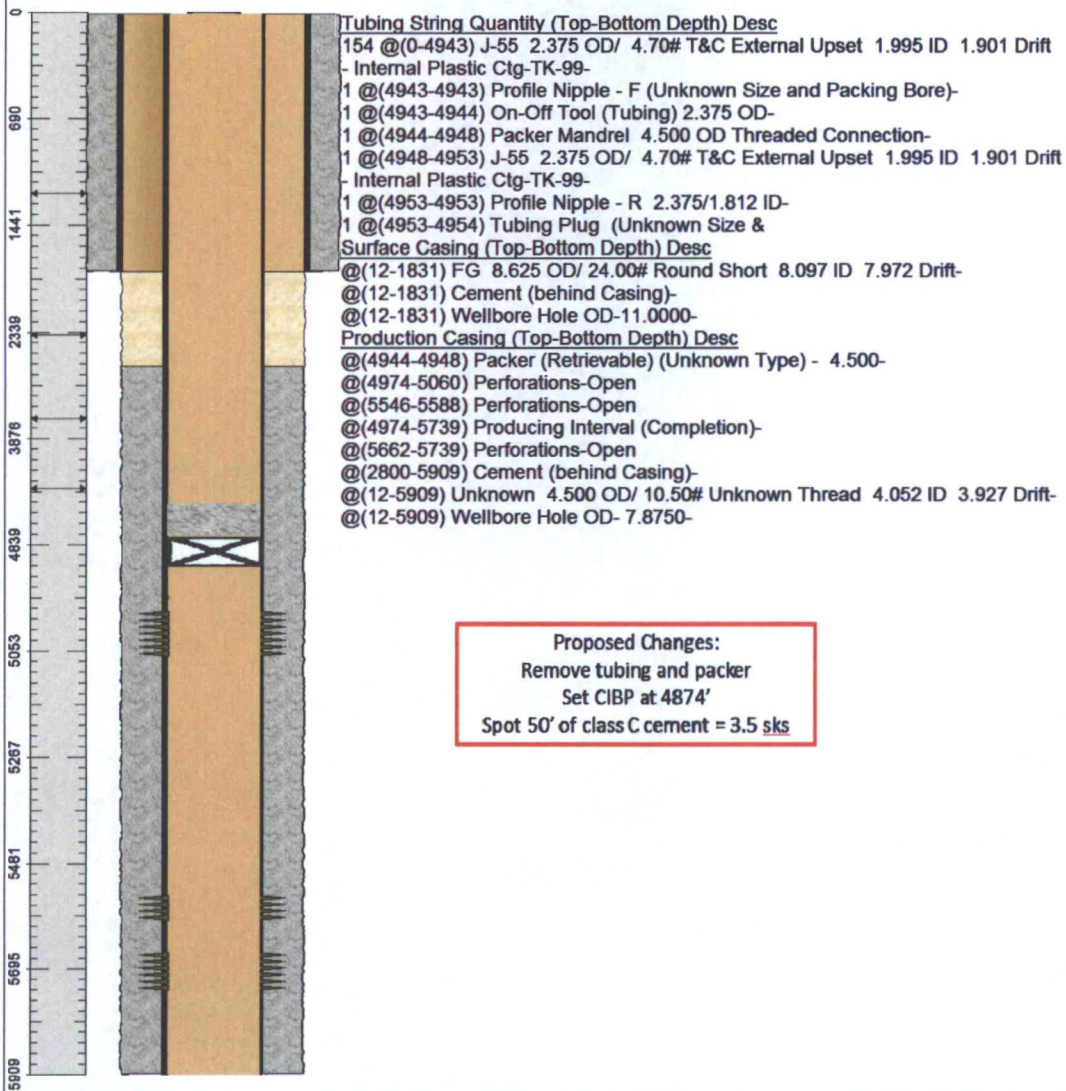 Tubing String Quantity (Top-Bottom Depth) Desc
154 @(0-4943) J-55 2.375 OD/ 4.70# T&C External Upset 1.995 ID 1.901 Drift
- Internal Plastic Ctg-TK-99-
1 @(4943-4943) Profile Nipple - F (Unknown Size and Packing Bore)-
1 @(4943-4944) On-Off Tool (Tubing) 2.375 OD-
1 @(4944-4948) Packer Mandrel 4.500 OD Threaded Connection-
1 @(4948-4953) J-55 2.375 OD/ 4.70# T&C External Upset 1.995 ID 1.901 Drift
- Internal Plastic Ctg-TK-99-
1 @(4953-4953) Profile Nipple - R 2.375/1.812 ID-
1 @(4953-4954) Tubing Plug (Unknown Size &
Surface Casing (Top-Bottom Depth) Desc
@(12-1831) FG 8.625 OD/ 24.00# Round Short 8.097 ID 7.972 Drift-
@(12-1831) Cement (behind Casing)-
@(12-1831) Wellbore Hole OD-11.0000-
Production Casing (Top-Bottom Depth) Desc
@(4944-4948) Packer (Retrievable) (Unknown Type) - 4.500-
@(4974-5060) Perforations-Open
@(5546-5588) Perforations-Open
@(4974-5739) Producing Interval (Completion)-
@(5662-5739) Perforations-Open
@(2800-5909) Cement (behind Casing)-
@(12-5909) Unknown 4.500 OD/ 10.50# Unknown Thread 4.052 ID 3.927 Drift-
@(12-5909) Wellbore Hole OD- 7.8750-
Proposed Changes:
Remove tubing and packer
Set CIBP at 4874'
Spot 50' of class C cement = 3.5 sks
0
690
1441
2339
3876
4839
5053
5267
5481
5695
5909